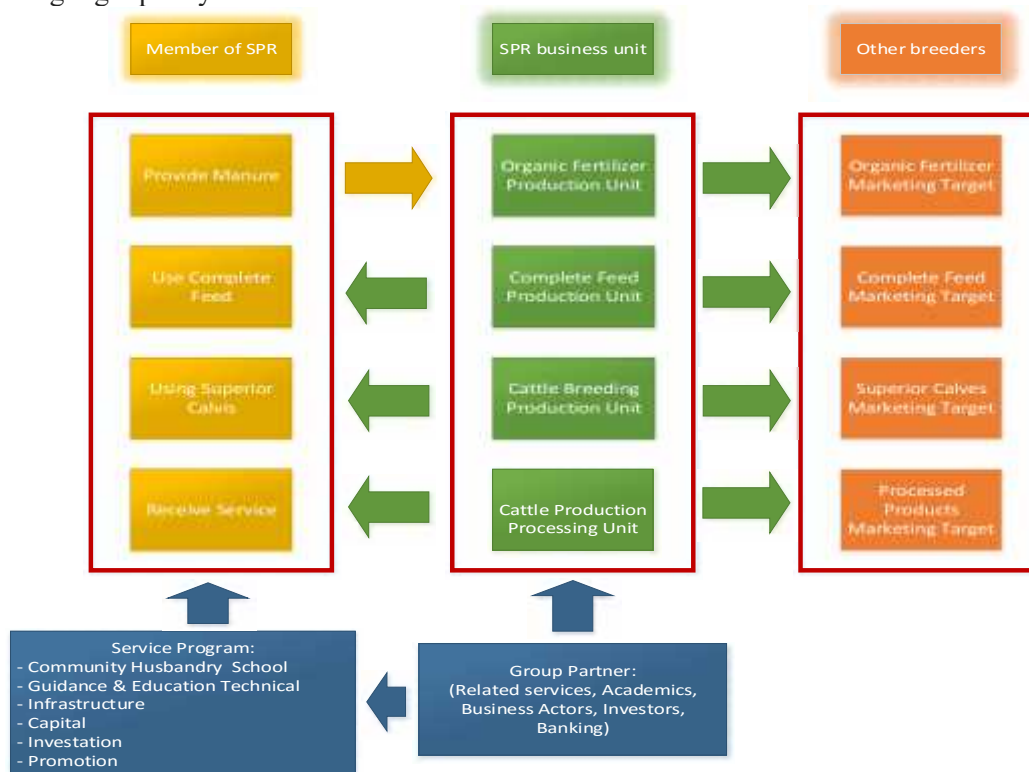 Member of SPR
SPR business unit
Other breeders
Provide Manure
Organic Fertilizer
Production Unit
Organic Fertilizer
Marketing Target
Use Complete
Feed
Complete Feed
Production Unit
Complete Feed
Marketing Target
Using Superior
Calvis
Cattle Breeding
Production Unit
Superior Calves
Marketing Target
Receive Service
Cattle Production
Processing Unit
Processed
Products
Marketing Target
Service Program:
- Community Husbandry School
- Guidance & Education Technical
- Infrastructure
- Capital
- Investation
- Promotion
Group Partner:
(Related services, Academics,
Business Actors, Investors,
Banking)